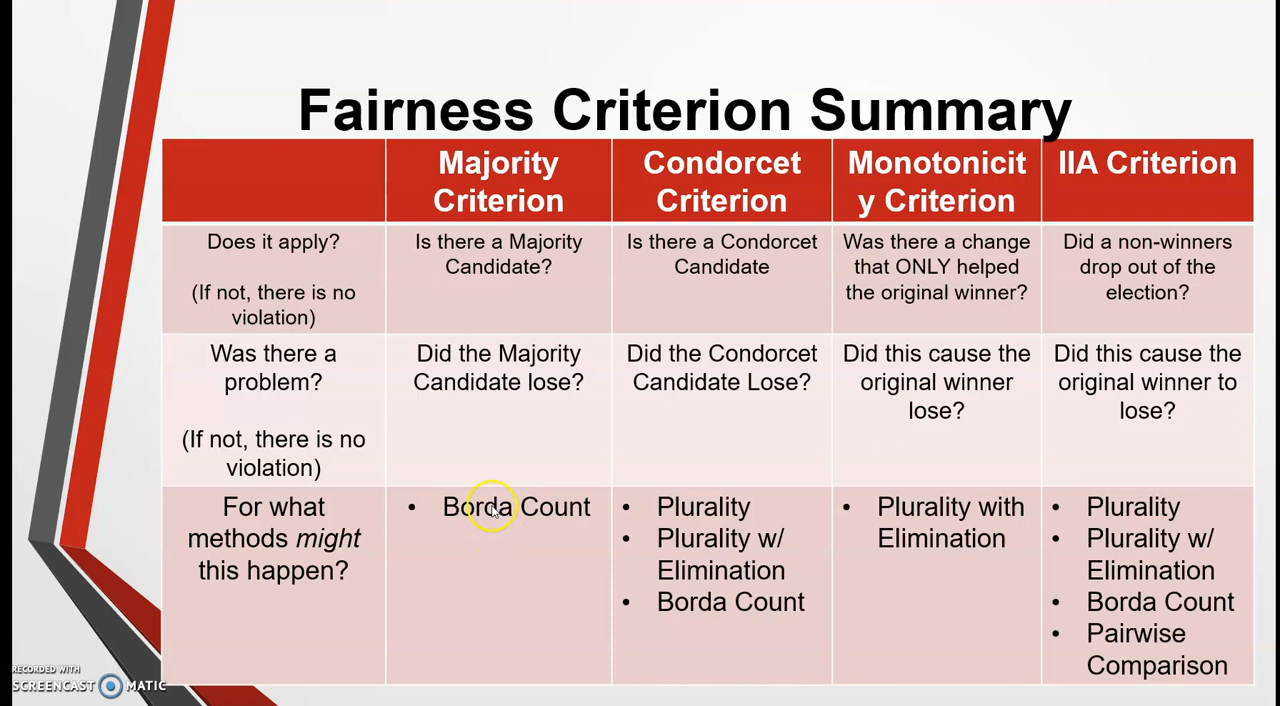 Fairness Criterion Summary
Majority
Criterion
Condorcet
Criterion
Monotonicit
y Criterion
IIA Criterion
Does it apply?
(If not, there is no
violation)
Is there a Majority
Candidate?
Is there a Condorcet
Candidate
Was there a change
that ONLY helped
the original winner?
Did a non-winners
drop out of the
election?
Was there a
problem?
(If not, there is no
violation)
Did the Majority
Candidate lose?
Did the Condorcet
Candidate Lose?
Did this cause the
original winner
lose?
Did this cause the
original winner to
lose?
For what
methods might
this happen?
• Borda Count
• Plurality
• Plurality w/
Elimination
• Borda Count
• Plurality with
Elimination
• Plurality
• Plurality w/
Elimination
• Borda Count
• Pairwise
Comparison
RECORDED WITH
SCREENCAST MATIC